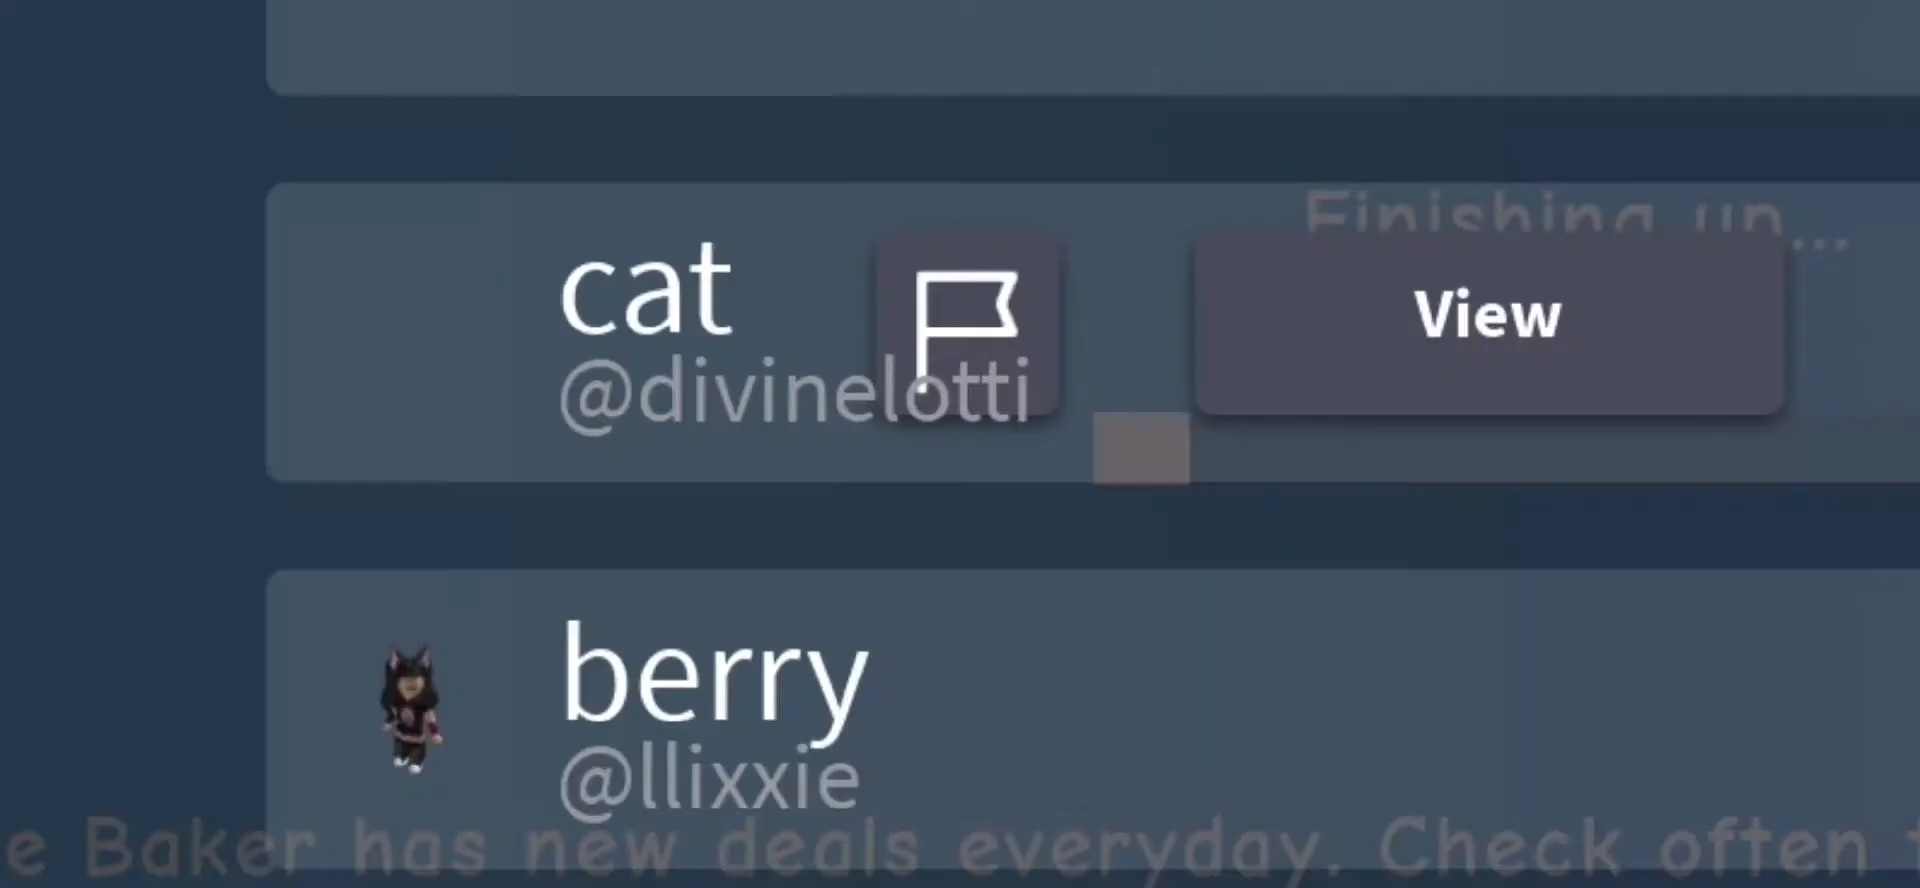 Finishing up...
cat
View
@divinelotti
berry
@llixxie
e Baker has new deals everyday. Check often